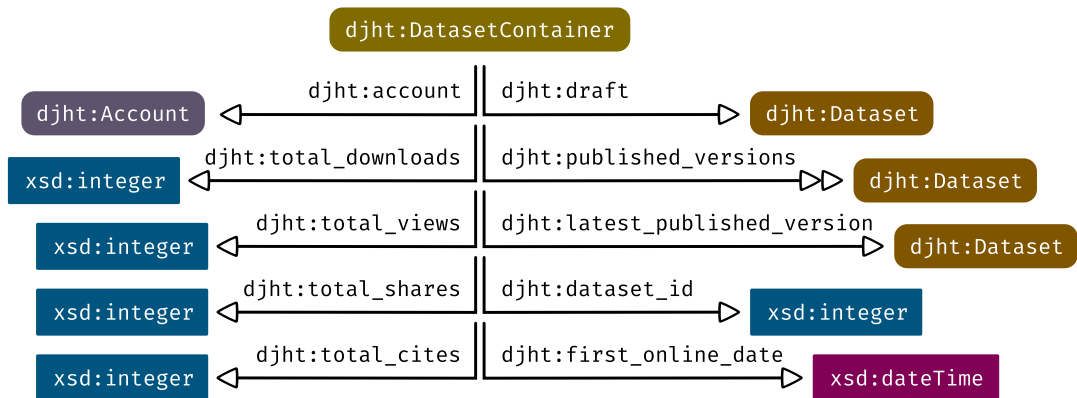 djht:DatasetContainer
djht:account djht:draft
djht:Account djht:Dataset
djht:total_downloads djht:published_versions
xsd:integer djht:Dataset
djht:total_views djht:latest_published_version
xsd:integer djht:Dataset
djht:total_shares djht:dataset_id
xsd:integer xsd:integer
djht:total_cites djht:first_online_date
xsd:integer xsd:dateTime